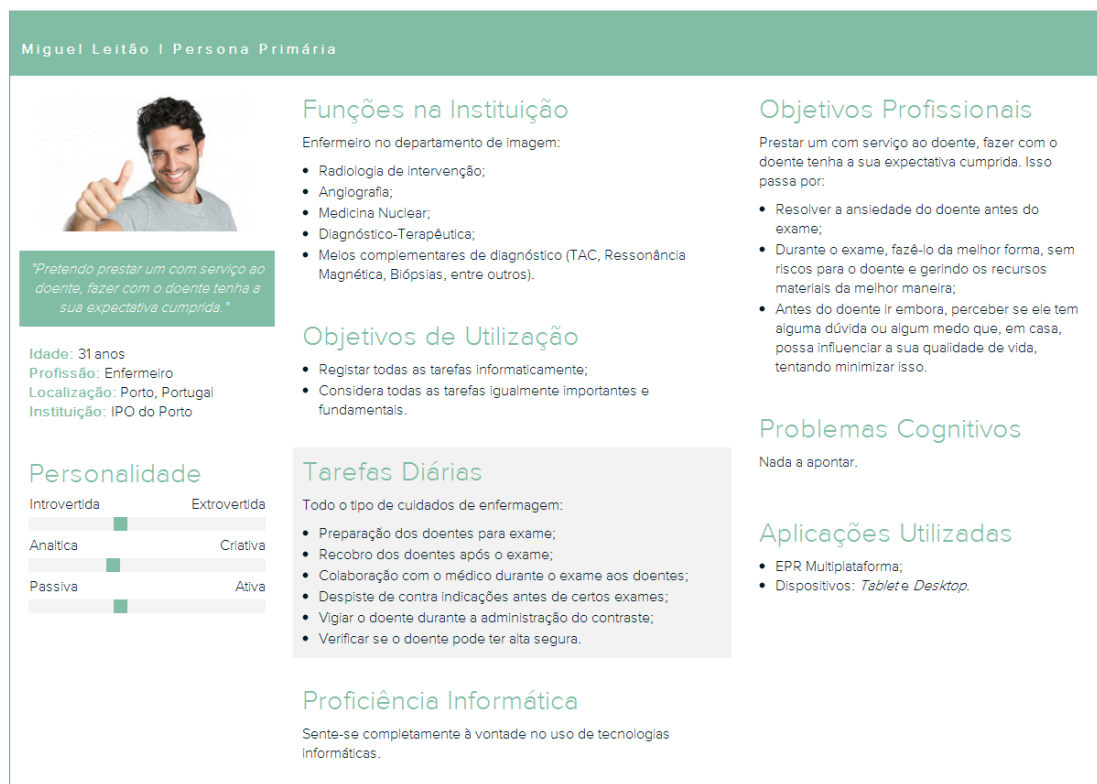 Miguel Leitão | Persona Primária
"Pretendo prestar um com serviço ao
doente, fazer com o doente tenha a
sua expectativa cumprida."
Idade: 31 anos
Profissão: Enfermeiro
Localização: Porto, Portugal
Instituição: IPO do Porto
Personalidade
Introvertida Extrovertida
Analtica Criativa
Passiva Ativa
Funções na Instituição
Enfermeiro no departamento de imagem:
• Radiologia de intervenção;
• Angiografia;
• Medicina Nuclear;
• Diagnóstico-Terapêutica;
• Meios complementares de diagnóstico (TAC, Ressonância
Magnética, Biópsias, entre outros).
Objetivos de Utilização
• Registar todas as tarefas informaticamente;
• Considera todas as tarefas igualmente importantes e
fundamentais.
Tarefas Diárias
Todo o tipo de cuidados de enfermagem:
• Preparação dos doentes para exame;
• Recobro dos doentes após o exame;
• Colaboração com o médico durante o exame aos doentes;
• Despiste de contra indicações antes de certos exames;
• Vigiar o doente durante a administração do contraste;
• Verificar se o doente pode ter alta segura.
Proficiência Informática
Sente-se completamente à vontade no uso de tecnologias
informáticas.
Objetivos Profissionais
Prestar um com serviço ao doente, fazer com o
doente tenha a sua expectativa cumprida. Isso
passa por:
• Resolver a ansiedade do doente antes do
exame;
• Durante o exame, fazê-lo da melhor forma, sem
riscos para o doente e gerindo os recursos
materiais da melhor maneira;
• Antes do doente ir embora, perceber se ele tem
alguma dúvida ou algum medo que, em casa,
possa influenciar a sua qualidade de vida,
tentando minimizar isso.
Problemas Cognitivos
Nada a apontar.
Aplicações Utilizadas
• EPR Multiplataforma;
• Dispositivos: Tablet e Desktop.